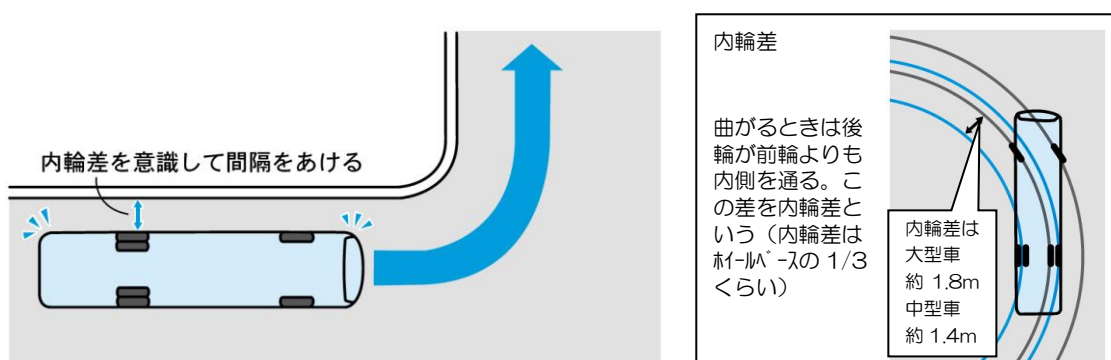 内輪差を意識して間隔をあける
内輪差
曲がるときは後
輪が前輪よりも
内側を通る。こ
の差を内輪差と
いう（内輪差は
ﾎｲｰﾙﾍﾞｰｽの 1/3
くらい）
内輪差は
大型車
約 1.8m
中型車
約 1.4m